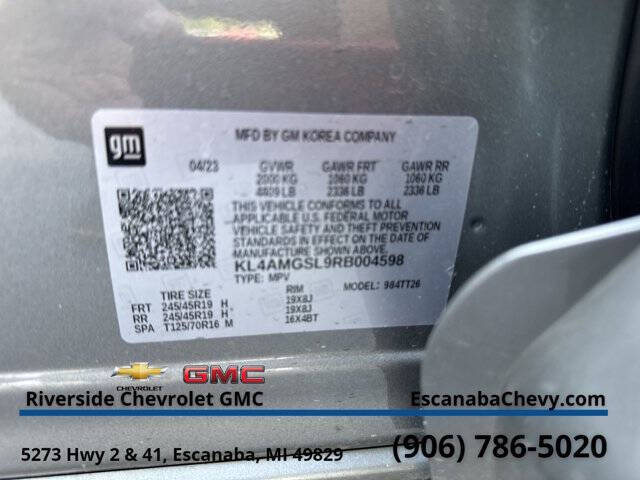 gm
MFD BY GM KOREA COMPANY
04/23 GVWR GAWR FRT GAWR RR
2000 KG 1060 KG 1060 KG
4409 LB 2336 LB 2336 LB
THIS VEHICLE CONFORMS TO ALL
APPLICABLE U.S. FEDERAL MOTOR
VEHICLE SAFETY AND THEFT PREVENTION
STANDARDS IN EFFECT ON THE DATE OF
MANUFACTURE SHOWN ABOVE.
KL4AMGSL9RB004598
TYPE: MPV MODEL: 984TT26
TIRE SIZE RIM
FRT 245/45R19 H 19X8J
RR 245/45R19 H 19X8J
SPA T125/70R16 M 16X4BT
CHEVROLET GMC
Riverside Chevrolet GMC EscanabaChevy.com
5273 Hwy 2 & 41, Escanaba, MI 49829 (906) 786-5020